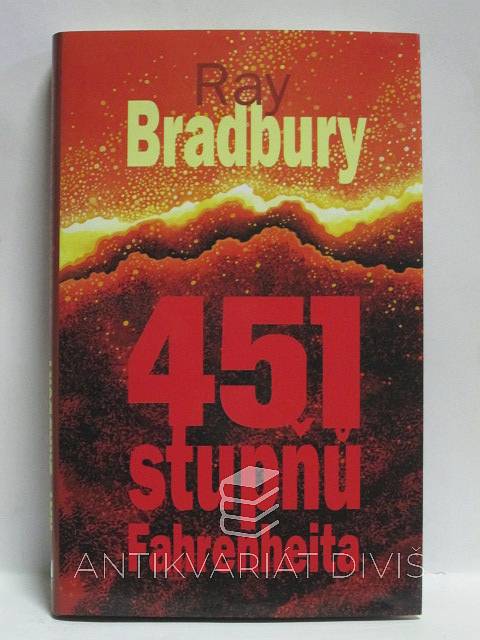 Ray
Bradbury
451
stupňů
Fahrenheita
ANTIKVARIÁT DIVIŠ